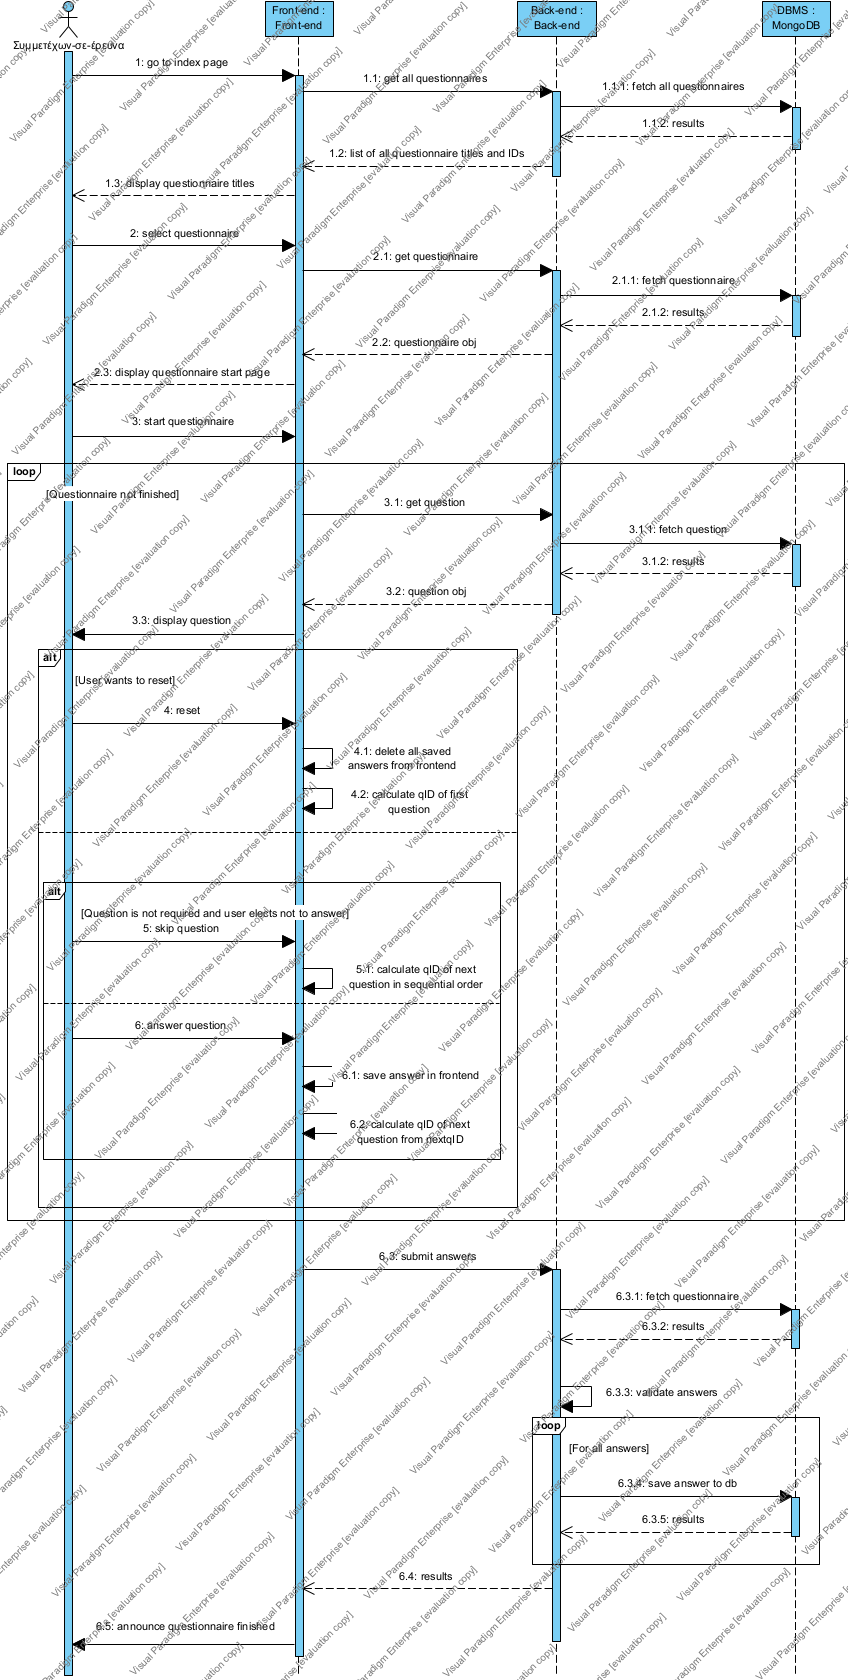 Front-end :
Front-end
Back-end :
Back-end
DBMS :
MongoDB
Συμμετέχων-σε-έρευνα
1: go to index page
1.1: get all questionnaires
1.1.1: fetch all questionnaires
1.1.2: results
1.2: list of all questionnaire titles and IDs
1.3: display questionnaire titles
2: select questionnaire
2.1: get questionnaire
2.1.1: fetch questionnaire
2.1.2: results
2.2: questionnaire obj
2.3: display questionnaire start page
3: start questionnaire
loop
[Questionnaire not finished]
3.1: get question
3.1.1: fetch question
3.1.2: results
3.2: question obj
3.3: display question
alt
[User wants to reset]
4: reset
4.1: delete all saved
answers from frontend
4.2: calculate qID of first
question
alt
[Question is not required and user elects not to answer]
5: skip question
5.1: calculate qID of next
question in sequential order
6: answer question
6.1: save answer in frontend
6.2: calculate qID of next
question from nextqID
6.3: submit answers
6.3.1: fetch questionnaire
6.3.2: results
6.3.3: validate answers
loop
[For all answers]
6.3.4: save answer to db
6.3.5: results
6.4: results
6.5: announce questionnaire finished
Visual Paradigm Enterprise [evaluation copy]